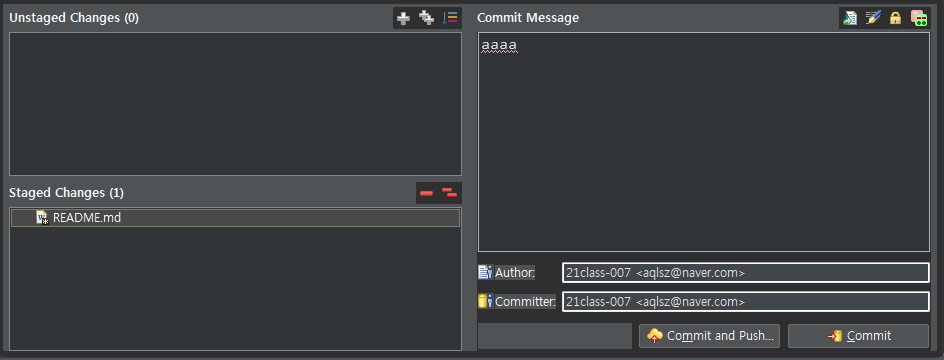 Unstaged Changes (0)
Commit Message
aaaa
Staged Changes (1)
README.md
Author:
21class-007 <aqlsz@naver.com>
Committer:
21class-007 <aqlsz@naver.com>
Commit and Push...
Commit